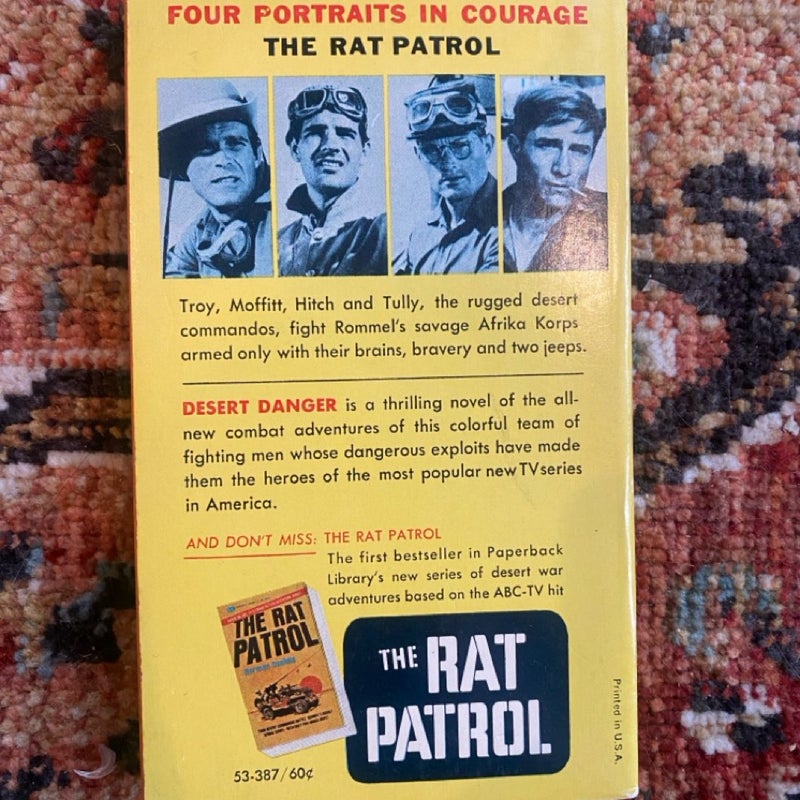 FOUR PORTRAITS IN COURAGE
THE RAT PATROL
Troy, Moffitt, Hitch and Tully, the rugged desert
commandos, fight Rommel's savage Afrika Korps
armed only with their brains, bravery and two jeeps.
DESERT DANGER is a thrilling novel of the all-
new combat adventures of this colorful team of
fighting men whose dangerous exploits have made
them the heroes of the most popular new TV series
in America.
AND DON'T MISS: THE RAT PATROL
The first bestseller in Paperback
Library's new series of desert war
adventures based on the ABC-TV hit
THE RAT
PATROL
THE RAT
PATROL
53-387/60¢
Printed in U.S.A.